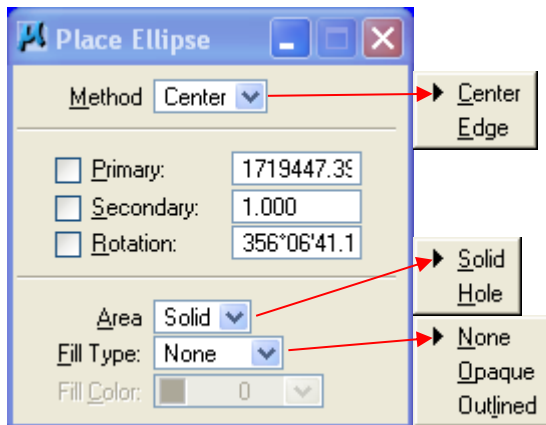 Place Ellipse
Method Center
Center
Edge
Primary: 1719447.39
Secondary: 1.000
Rotation: 356°06'41.1
Area Solid
Solid
Hole
Fill Type: None
None
Opaque
Outlined
Fill Color: 0